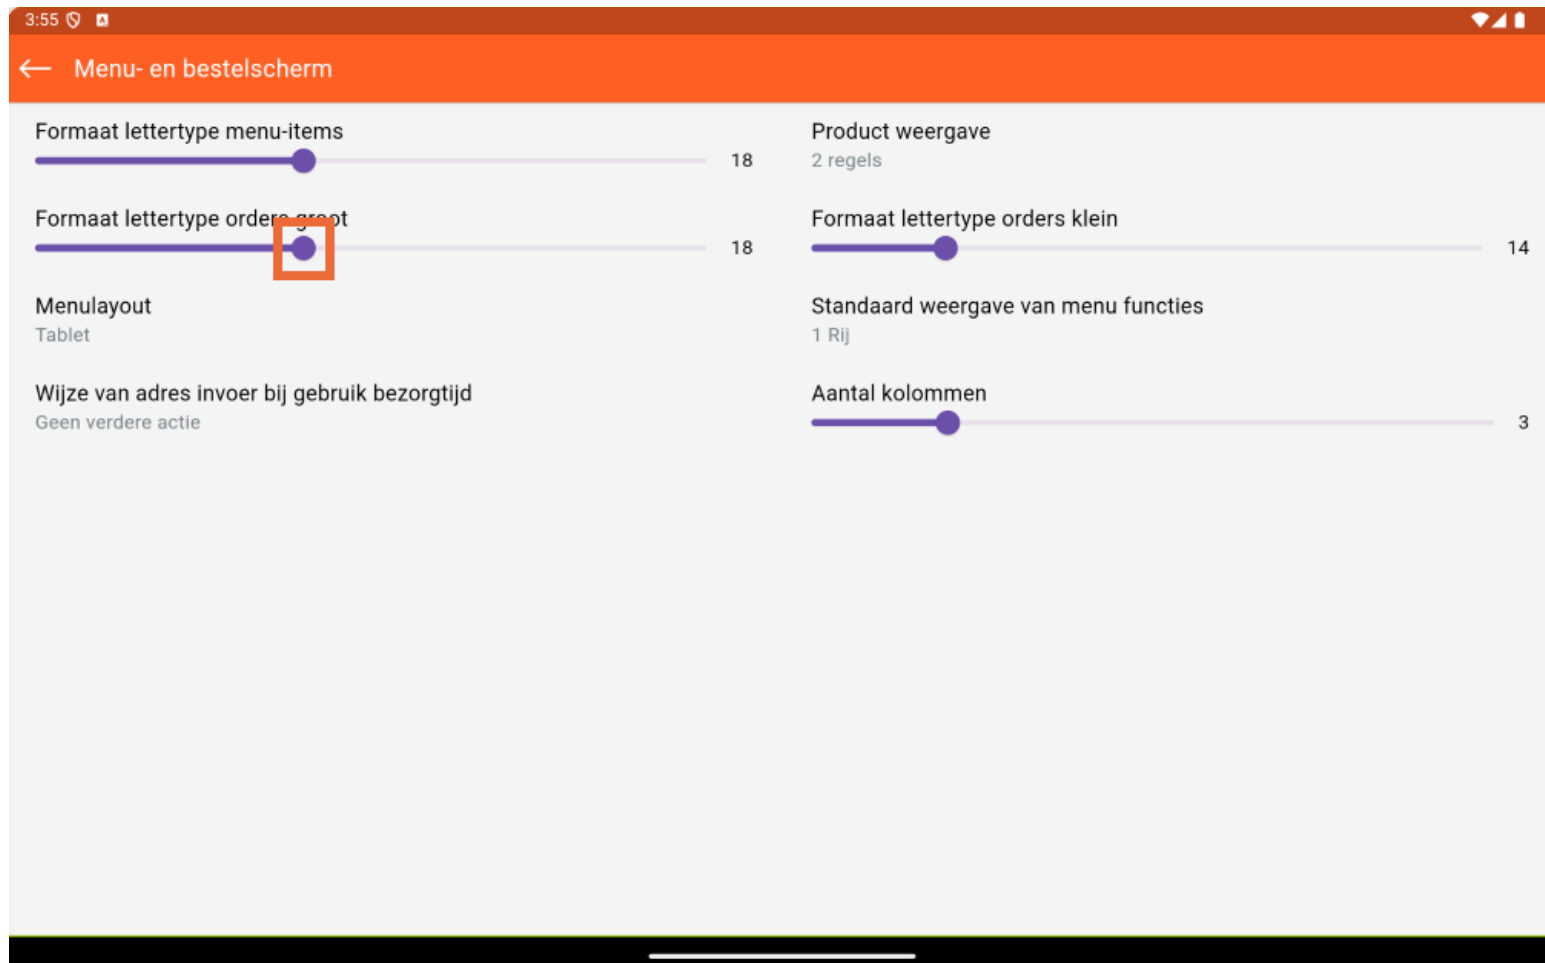 3:55
Menu- en bestelscherm
Formaat lettertype menu-items
18
Product weergave
2 regels
Formaat lettertype orders groot
18
Formaat lettertype orders klein
14
Menulayout
Tablet
Standaard weergave van menu functies
1 Rij
Wijze van adres invoer bij gebruik bezorgtijd
Geen verdere actie
Aantal kolommen
3